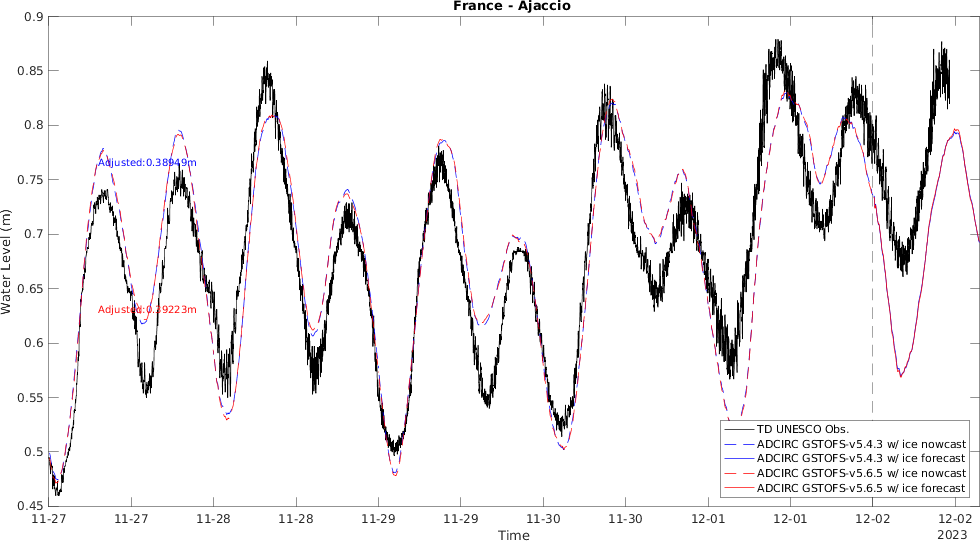 France - Ajaccio
Water Level (m)
0.9
0.85
0.8
0.75
0.7
0.65
0.6
0.55
0.5
0.45
Adjusted:0.38949m
Adjusted:0.39223m
TD UNESCO Obs.
ADCIRC GSTOFS-v5.4.3 w/ ice nowcast
ADCIRC GSTOFS-v5.4.3 w/ ice forecast
ADCIRC GSTOFS-v5.6.5 w/ ice nowcast
ADCIRC GSTOFS-v5.6.5 w/ ice forecast
11-27 11-27 11-28 11-28 11-29 11-29 11-30 11-30 12-01 12-01 12-02 12-02
Time 2023